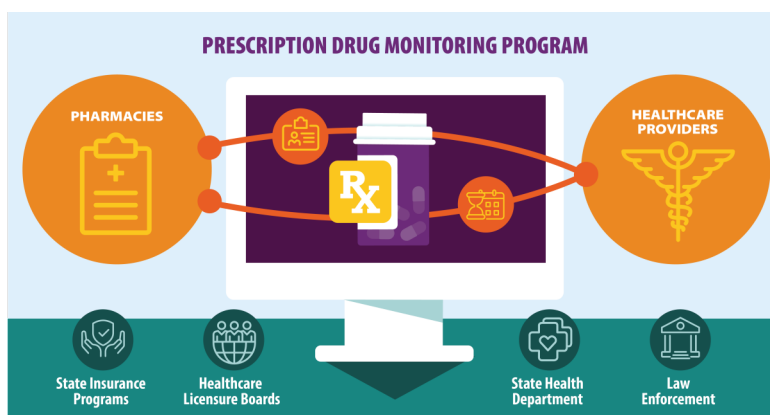 PRESCRIPTION DRUG MONITORING PROGRAM
PHARMACIES
HEALTHCARE
PROVIDERS
RX
State Insurance
Programs
Healthcare
Licensure Boards
State Health
Department
Law
Enforcement